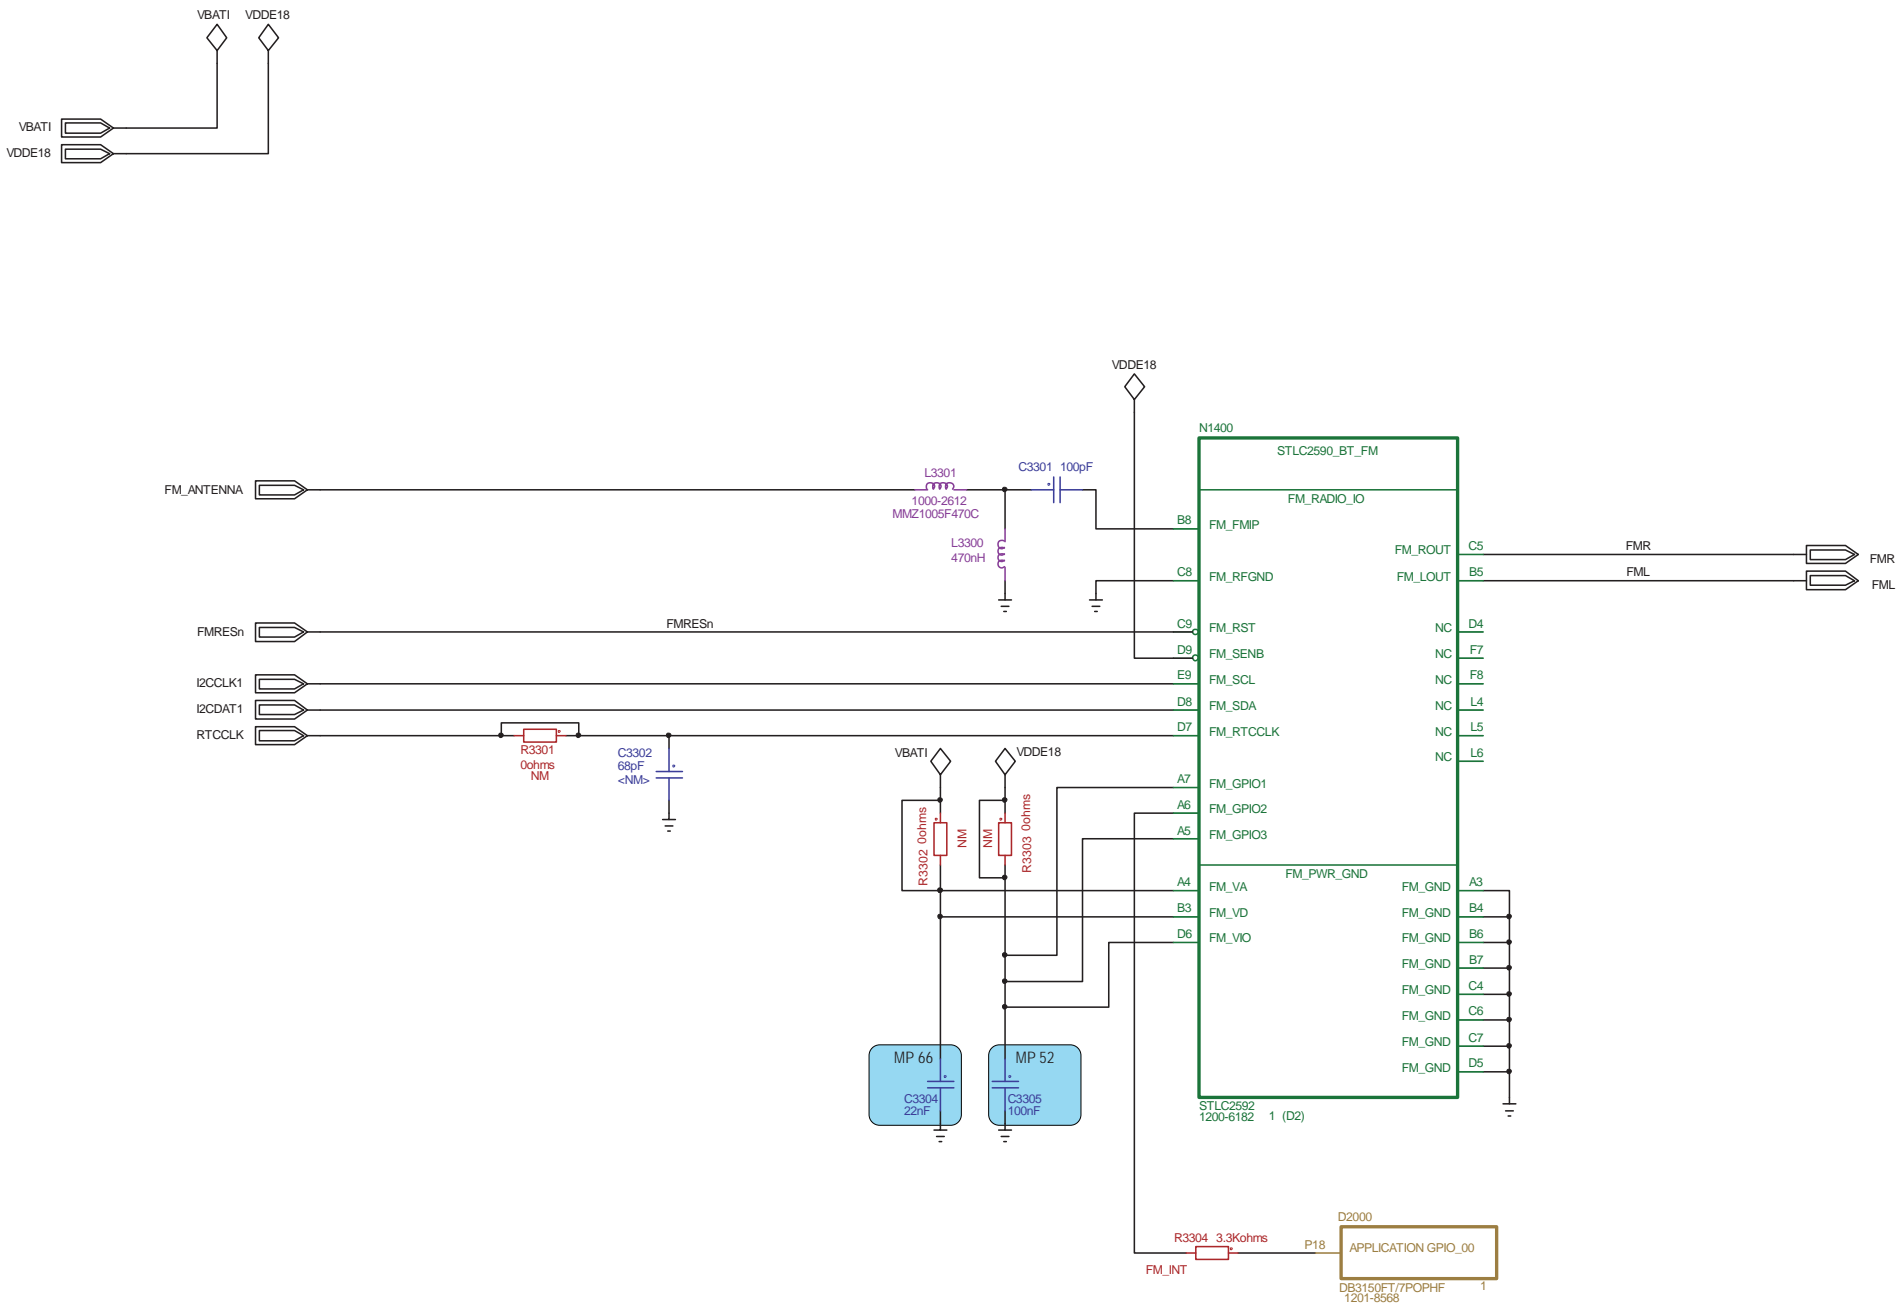 VBATI VDDE18
VBATI
VDDE18
VDDE18
N1400
STLC2590_BT_FM
FM_RADIO_IO
FM_ANTENNA
L3301
1000-2612
MMZ1005F470C
C3301 100pF
L3300
470nH
B8 FM_FMIP
C8 FM_RFGND
FM_ROUT C5 FMR FMR
FM_LOUT B5 FML FML
FMRESn FMRESn C9 FM_RST
D9 FM_SENB
I2CCLK1 E9 FM_SCL
I2CDAT1 D8 FM_SDA
RTCCLK D7 FM_RTCCLK
NC D4
NC F7
NC F8
NC L4
NC L5
NC L6
R3301
0ohms
NM
C3302
68pF
<NM>
VBATI VDDE18
R3302 0ohms
NM
NM
R3303 0ohms
A7 FM_GPIO1
A6 FM_GPIO2
A5 FM_GPIO3
FM_PWR_GND
A4 FM_VA
B3 FM_VD
D6 FM_VIO
FM_GND A3
FM_GND B4
FM_GND B6
FM_GND B7
FM_GND C4
FM_GND C6
FM_GND C7
FM_GND D5
MP 66
C3304
22nF
MP 52
C3305
100nF
STLC2592
1200-6182 1 (D2)
D2000
R3304 3.3Kohms
FM_INT
P18 APPLICATION GPIO_00
DB3150FT/7POPHF 1
1201-8568